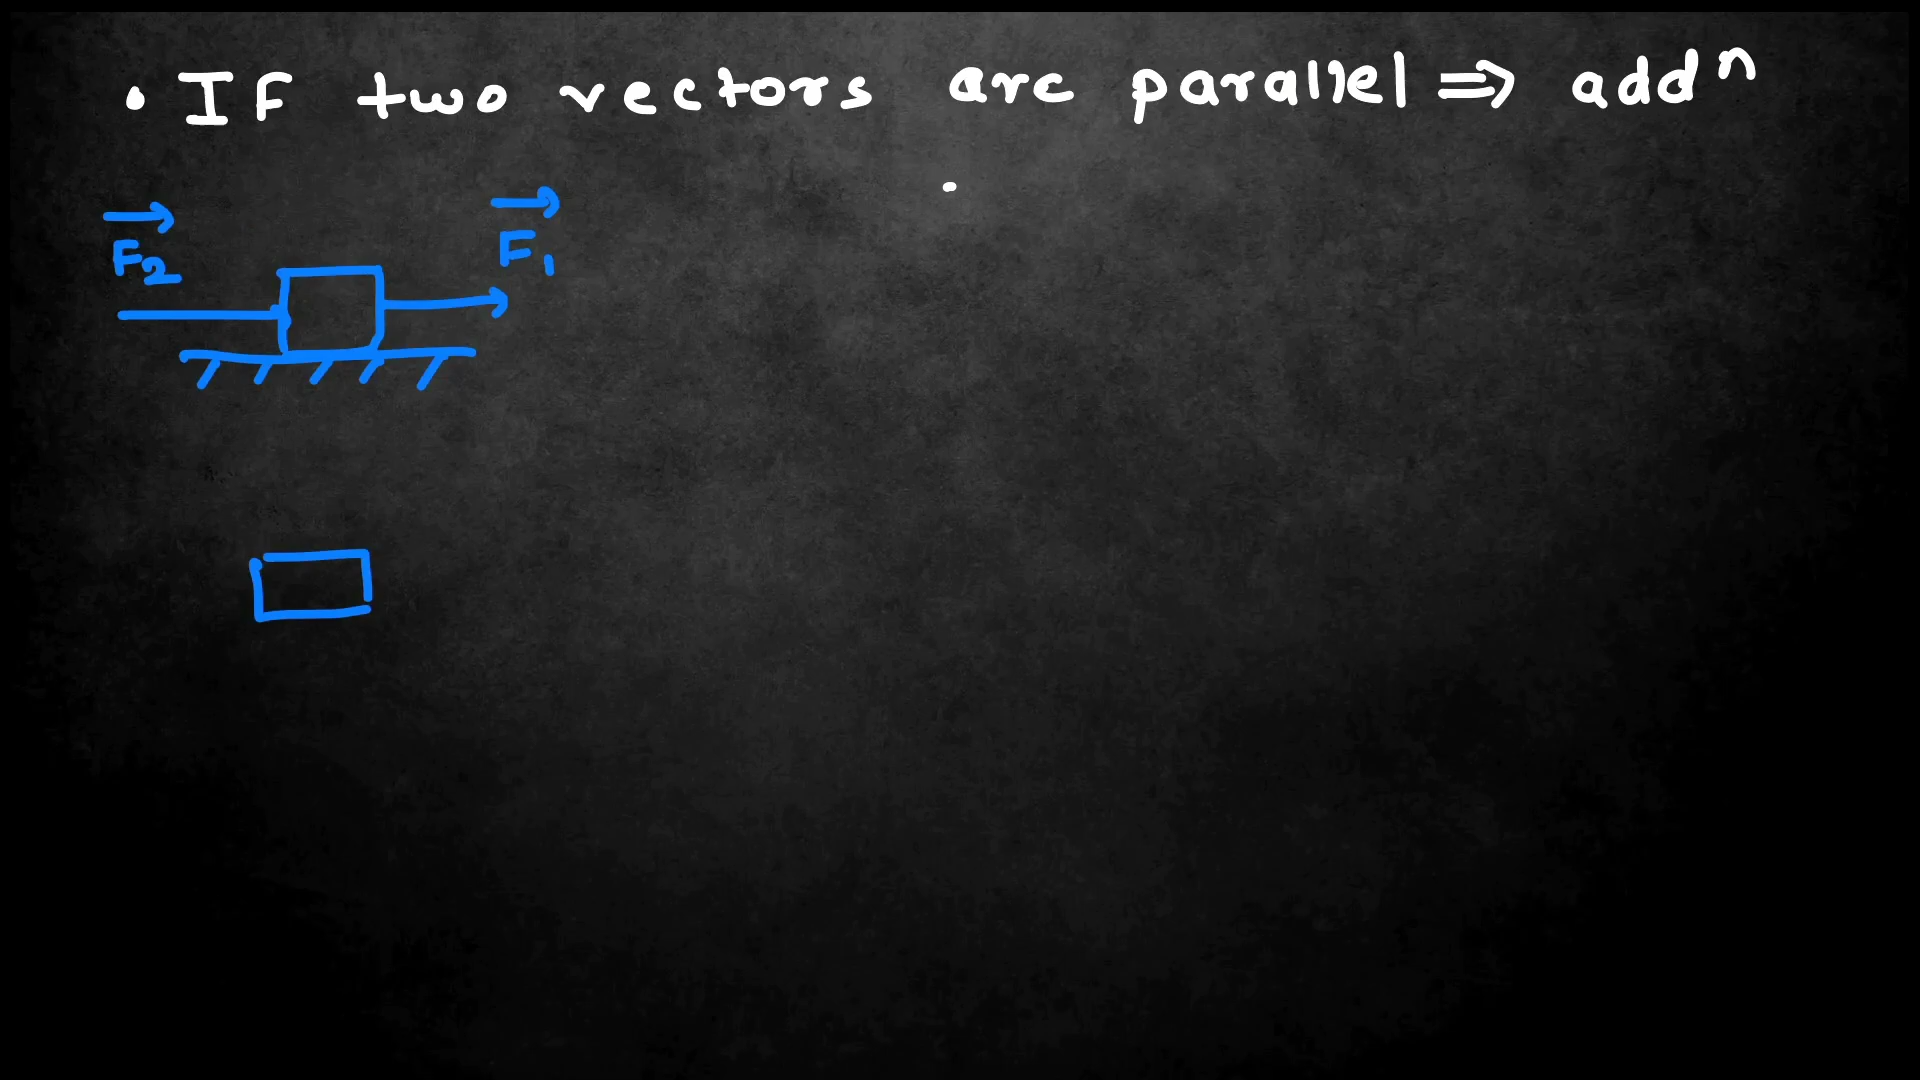 • If two vectors are parallel ⇒ addⁿ
F₂ F₁